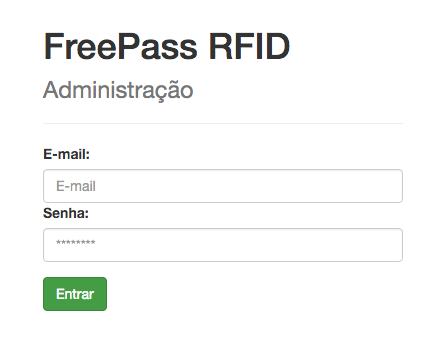 FreePass RFID
Administração
E-mail:
E-mail
Senha:
********
Entrar